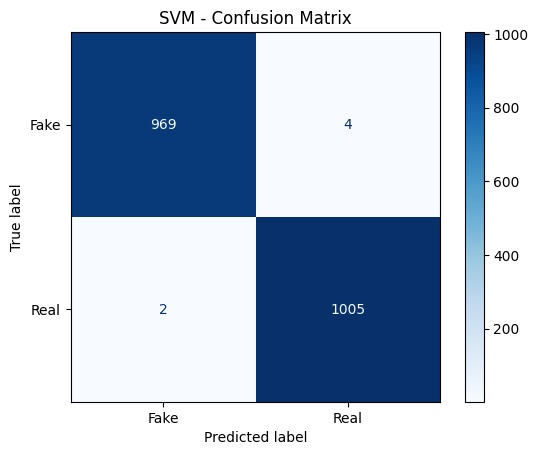 SVM - Confusion Matrix
1000
Fake
969
4
800
True label
600
400
Real
2
1005
200
Fake
Real
Predicted label